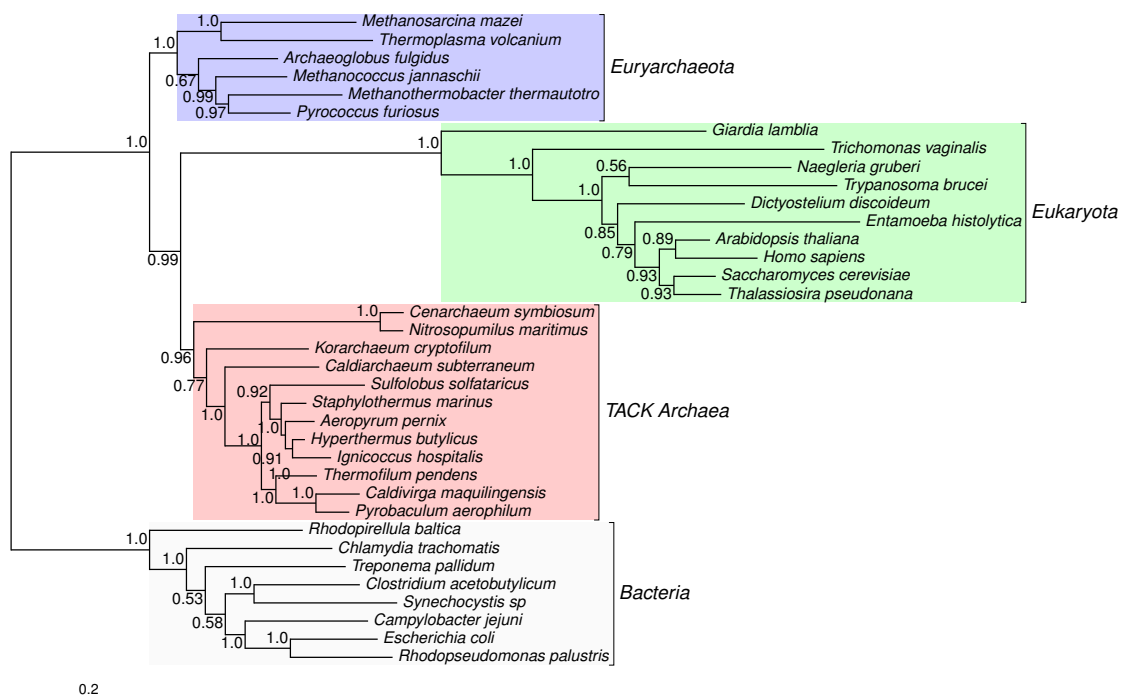 1.0 Methanosarcina mazei
Thermoplasma volcanium
1.0
Archaeoglobus fulgidus
0.67 Methanococcus jannaschii
0.99 Methanothermobacter thermautotro
0.97 Pyrococcus furiosus
Euryarchaeota
1.0
1.0 Giardia lamblia
Trichomonas vaginalis
1.0
0.56 Naegleria gruberi
Trypanosoma brucei
1.0
Dictyostelium discoideum
0.85 Entamoeba histolytica
0.79
0.89 Arabidopsis thaliana
Homo sapiens
0.93 Saccharomyces cerevisiae
0.93 Thalassiosira pseudonana
Eukaryota
0.99
1.0 Cenarchaeum symbiosum
Nitrosopumilus maritimus
0.96
Korarchaeum cryptofilum
0.77 Caldiarchaeum subterraneum
1.0
0.92 Sulfolobus solfataricus
Staphylothermus marinus
1.0 Aeropyrum pernix
1.0 Hyperthermus butylicus
0.91 Ignicoccus hospitalis
1.0 Thermofilum pendens
1.0
1.0 Caldivirga maquilingensis
Pyrobaculum aerophilum
TACK Archaea
1.0 Rhodopirellula baltica
1.0 Chlamydia trachomatis
Treponema pallidum
0.53
1.0 Clostridium acetobutylicum
Synechocystis sp
0.58 Campylobacter jejuni
1.0
1.0 Escherichia coli
Rhodopseudomonas palustris
Bacteria
0.2